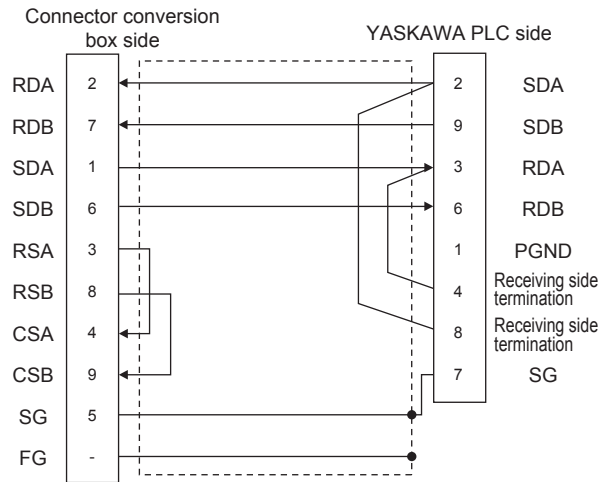 Connector conversion
box side
YASKAWA PLC side
RDA 2 2 SDA
RDB 7 9 SDB
SDA 1 3 RDA
SDB 6 6 RDB
RSA 3 1 PGND
RSB 8 4 Receiving side
termination
CSA 4 8 Receiving side
termination
CSB 9 7 SG
SG 5
FG -